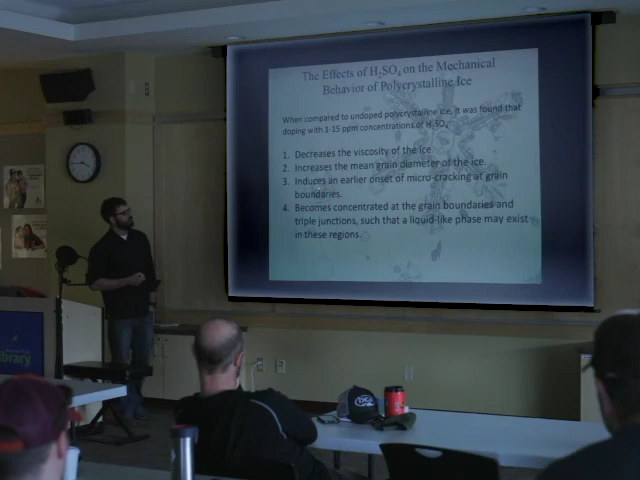 The Effects of H₂SO₄ on the Mechanical
Behavior of Polycrystalline Ice
When compared to undoped polycrystalline ice, it was found that
doping with 1-15 ppm concentrations of H₂SO₄
1. Decreases the viscosity of the ice
2. Increases the mean grain diameter of the ice.
3. Induces an earlier onset of micro-cracking at grain
boundaries.
4. Becomes concentrated at the grain boundaries and
triple junctions, such that a liquid-like phase may exist
in these regions.
library